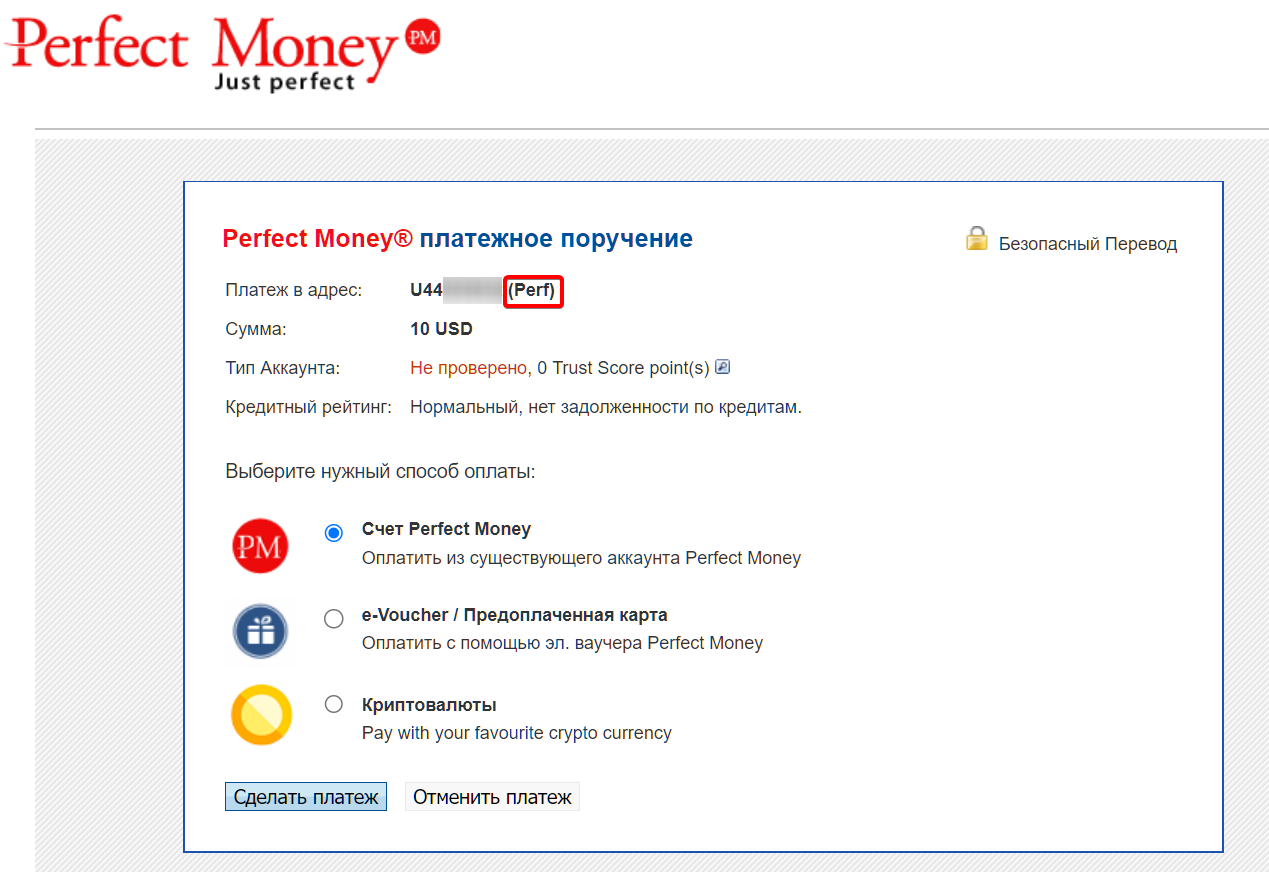 Perfect Money PM
Just perfect
Perfect Money® платежное поручение
Безопасный Перевод
Платеж в адрес: U44 (Perf)
Сумма: 10 USD
Тип Аккаунта: Не проверено, 0 Trust Score point(s)
Кредитный рейтинг: Нормальный, нет задолженности по кредитам.
Выберите нужный способ оплаты:
PM
Счет Perfect Money
Оплатить из существующего аккаунта Perfect Money
e-Voucher / Предоплаченная карта
Оплатить с помощью эл. ваучера Perfect Money
Криптовалюты
Pay with your favourite crypto currency
Сделать платеж Отменить платеж